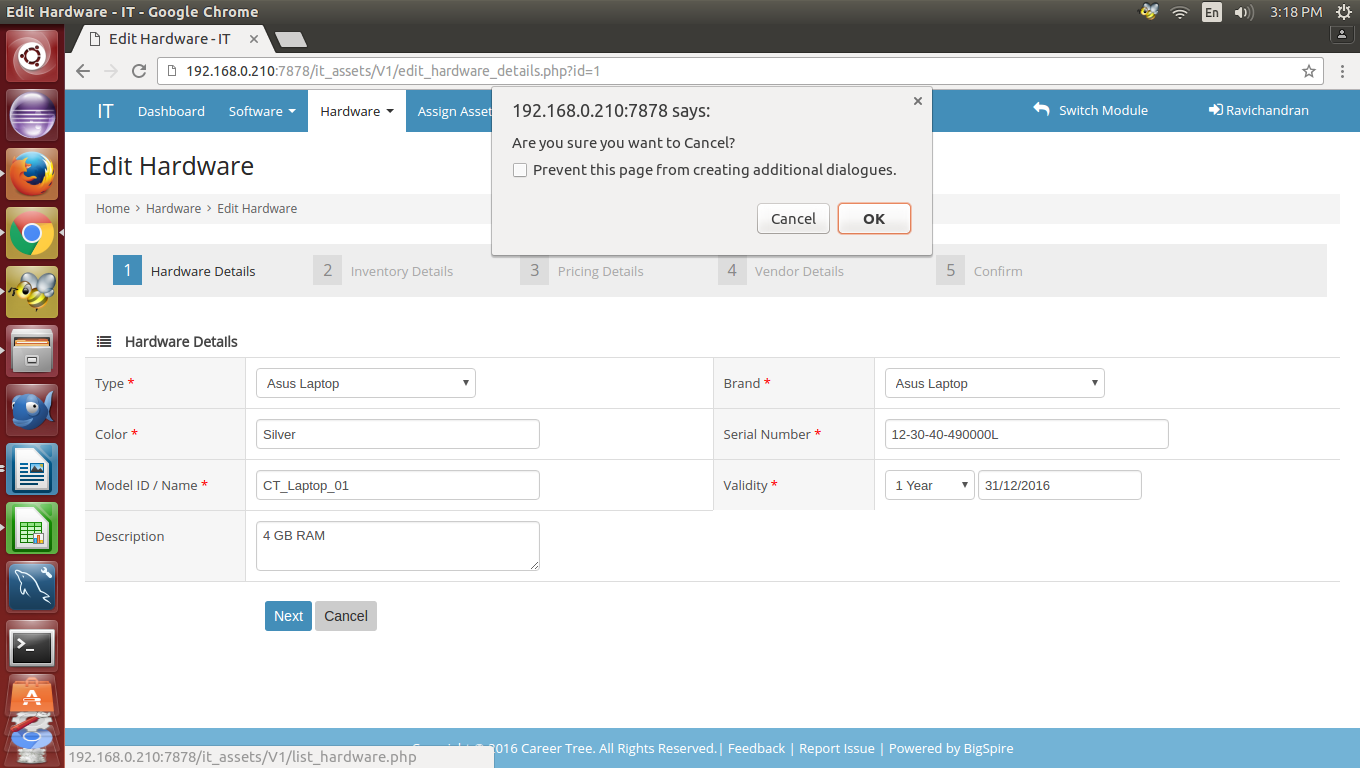 Edit Hardware - IT - Google Chrome
En
3:18 PM
Edit Hardware - IT
192.168.0.210:7878/it_assets/V1/edit_hardware_details.php?id=1
IT Dashboard Software Hardware Assign Asset Switch Module Ravichandran
192.168.0.210:7878 says:
Are you sure you want to Cancel?
Prevent this page from creating additional dialogues.
Cancel OK
Edit Hardware
Home > Hardware > Edit Hardware
1 Hardware Details 2 Inventory Details 3 Pricing Details 4 Vendor Details 5 Confirm
Hardware Details
Type * Asus Laptop Brand * Asus Laptop
Color * Silver Serial Number * 12-30-40-490000L
Model ID / Name * CT_Laptop_01 Validity * 1 Year 31/12/2016
Description 4 GB RAM
Next Cancel
© 2016 Career Tree. All Rights Reserved.| Feedback | Report Issue | Powered by BigSpire
192.168.0.210:7878/it_assets/V1/list_hardware.php